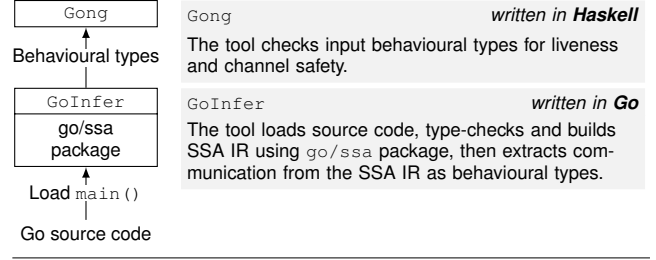 Gong
Behavioural types
GoInfer
go/ssa
package
Load main()
Go source code
Gong written in Haskell
The tool checks input behavioural types for liveness
and channel safety.
GoInfer written in Go
The tool loads source code, type-checks and builds
SSA IR using go/ssa package, then extracts com-
munication from the SSA IR as behavioural types.